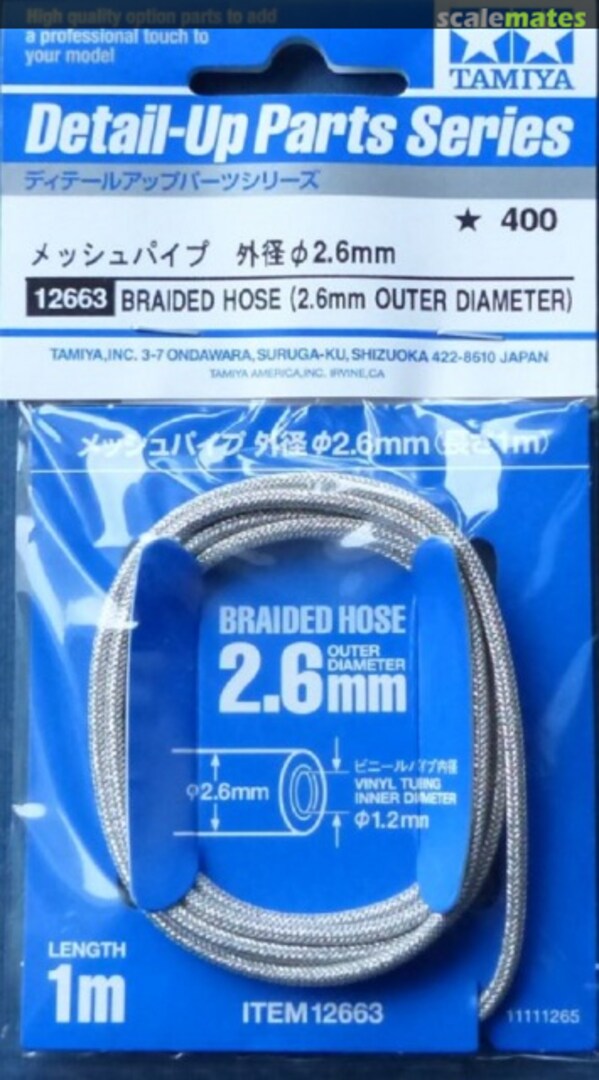 High quality option parts to add
a professional touch to
your model
scalemates
TAMIYA
Detail-Up Parts Series
ディテールアップパーツシリーズ
★ 400
メッシュパイプ 外径φ2.6mm
12663 BRAIDED HOSE (2.6mm OUTER DIAMETER)
TAMIYA,INC. 3-7 ONDAWARA, SURUGA-KU, SHIZUOKA 422-8610 JAPAN
TAMIYA AMERICA,INC. IRVINE,CA
メッシュパイプ 外径φ2.6mm(長さ1m)
BRAIDED HOSE
2.6mm OUTER DIAMETER
φ2.6mm
ビニールパイプ内径
VINYL TUBING
INNER DIAMETER
φ1.2mm
LENGTH
1m
ITEM 12663
11111265